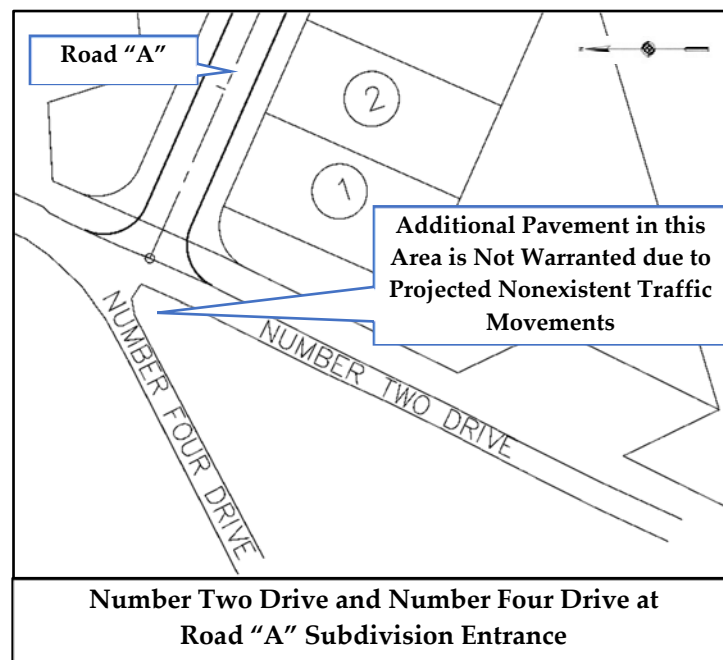 Road “A”
2
1
Additional Pavement in this
Area is Not Warranted due to
Projected Nonexistent Traffic
Movements
NUMBER TWO DRIVE
NUMBER FOUR DRIVE
Number Two Drive and Number Four Drive at
Road “A” Subdivision Entrance